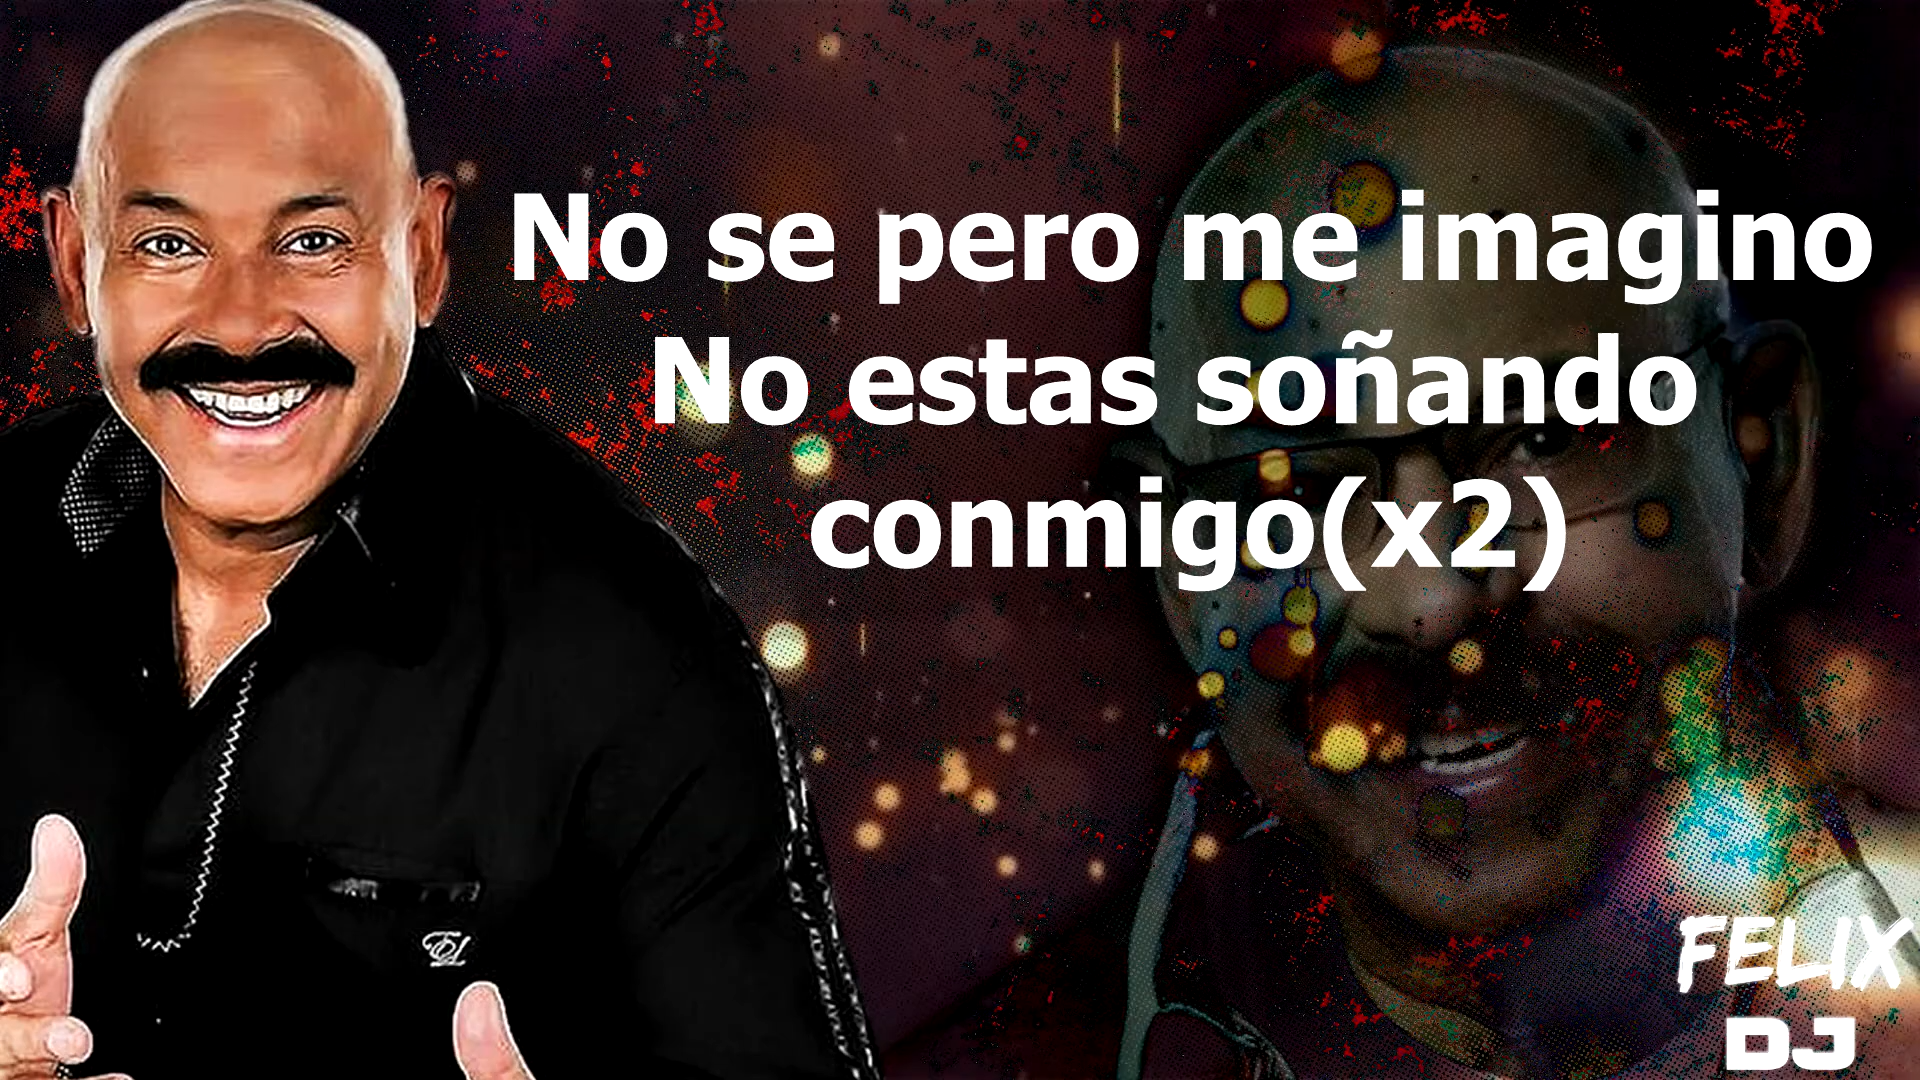 No se pero me imagino
No estas soñando
conmigo(x2)
FELIX
DJ